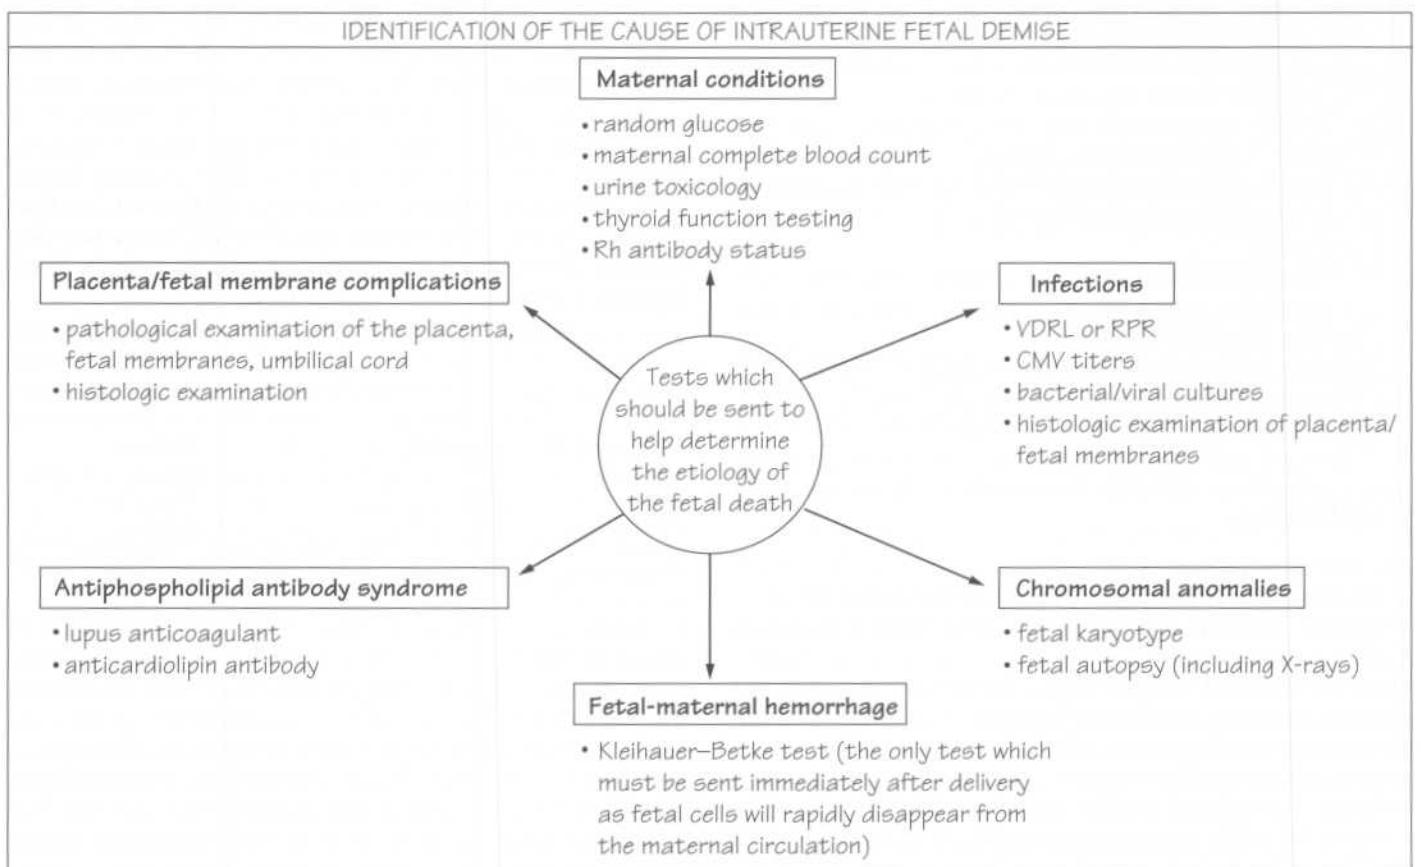 IDENTIFICATION OF THE CAUSE OF INTRAUTERINE FETAL DEMISE
Maternal conditions
• random glucose
• maternal complete blood count
• urine toxicology
• thyroid function testing
• Rh antibody status
Placenta/fetal membrane complications
• pathological examination of the placenta,
fetal membranes, umbilical cord
• histologic examination
Infections
• VDRL or RPR
• CMV titers
• bacterial/viral cultures
• histologic examination of placenta/
fetal membranes
Tests which
should be sent to
help determine
the etiology of
the fetal death
Antiphospholipid antibody syndrome
• lupus anticoagulant
• anticardiolipin antibody
Chromosomal anomalies
• fetal karyotype
• fetal autopsy (including X-rays)
Fetal-maternal hemorrhage
• Kleihauer–Betke test (the only test which
must be sent immediately after delivery
as fetal cells will rapidly disappear from
the maternal circulation)